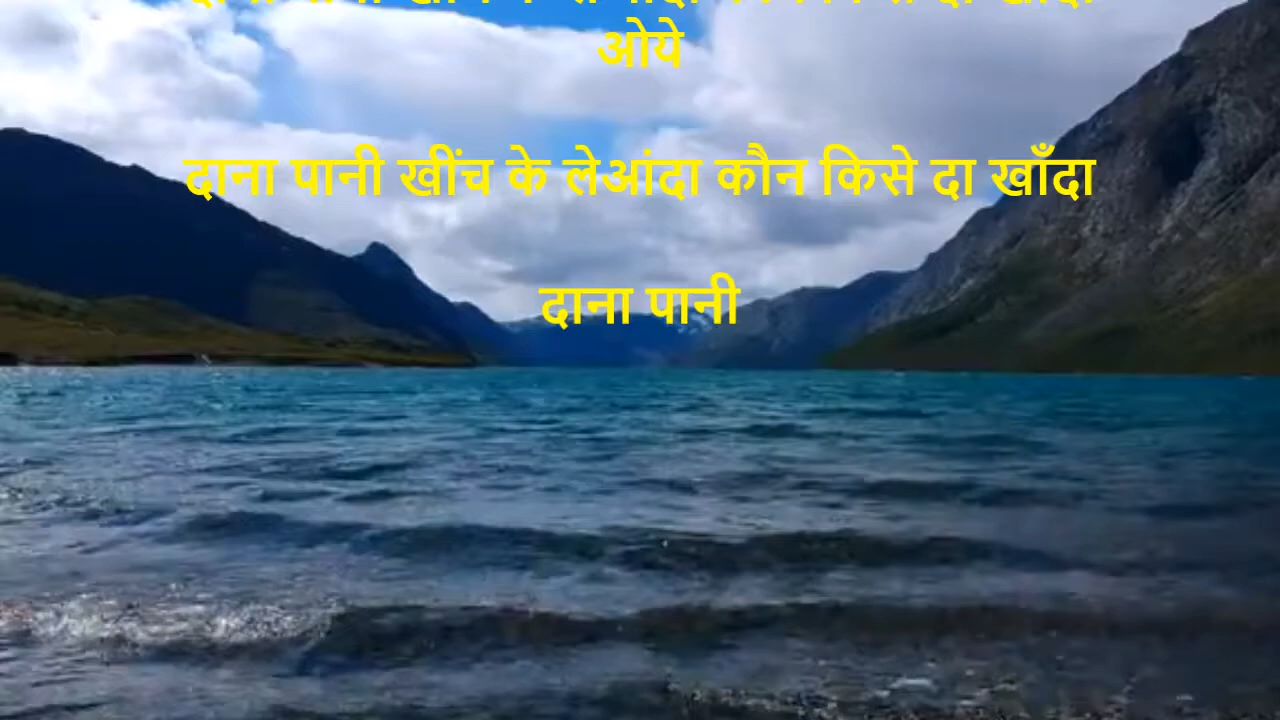 ओये
दाना पानी खींच के लेआंदा कौन किसे दा खाँदा
दाना पानी